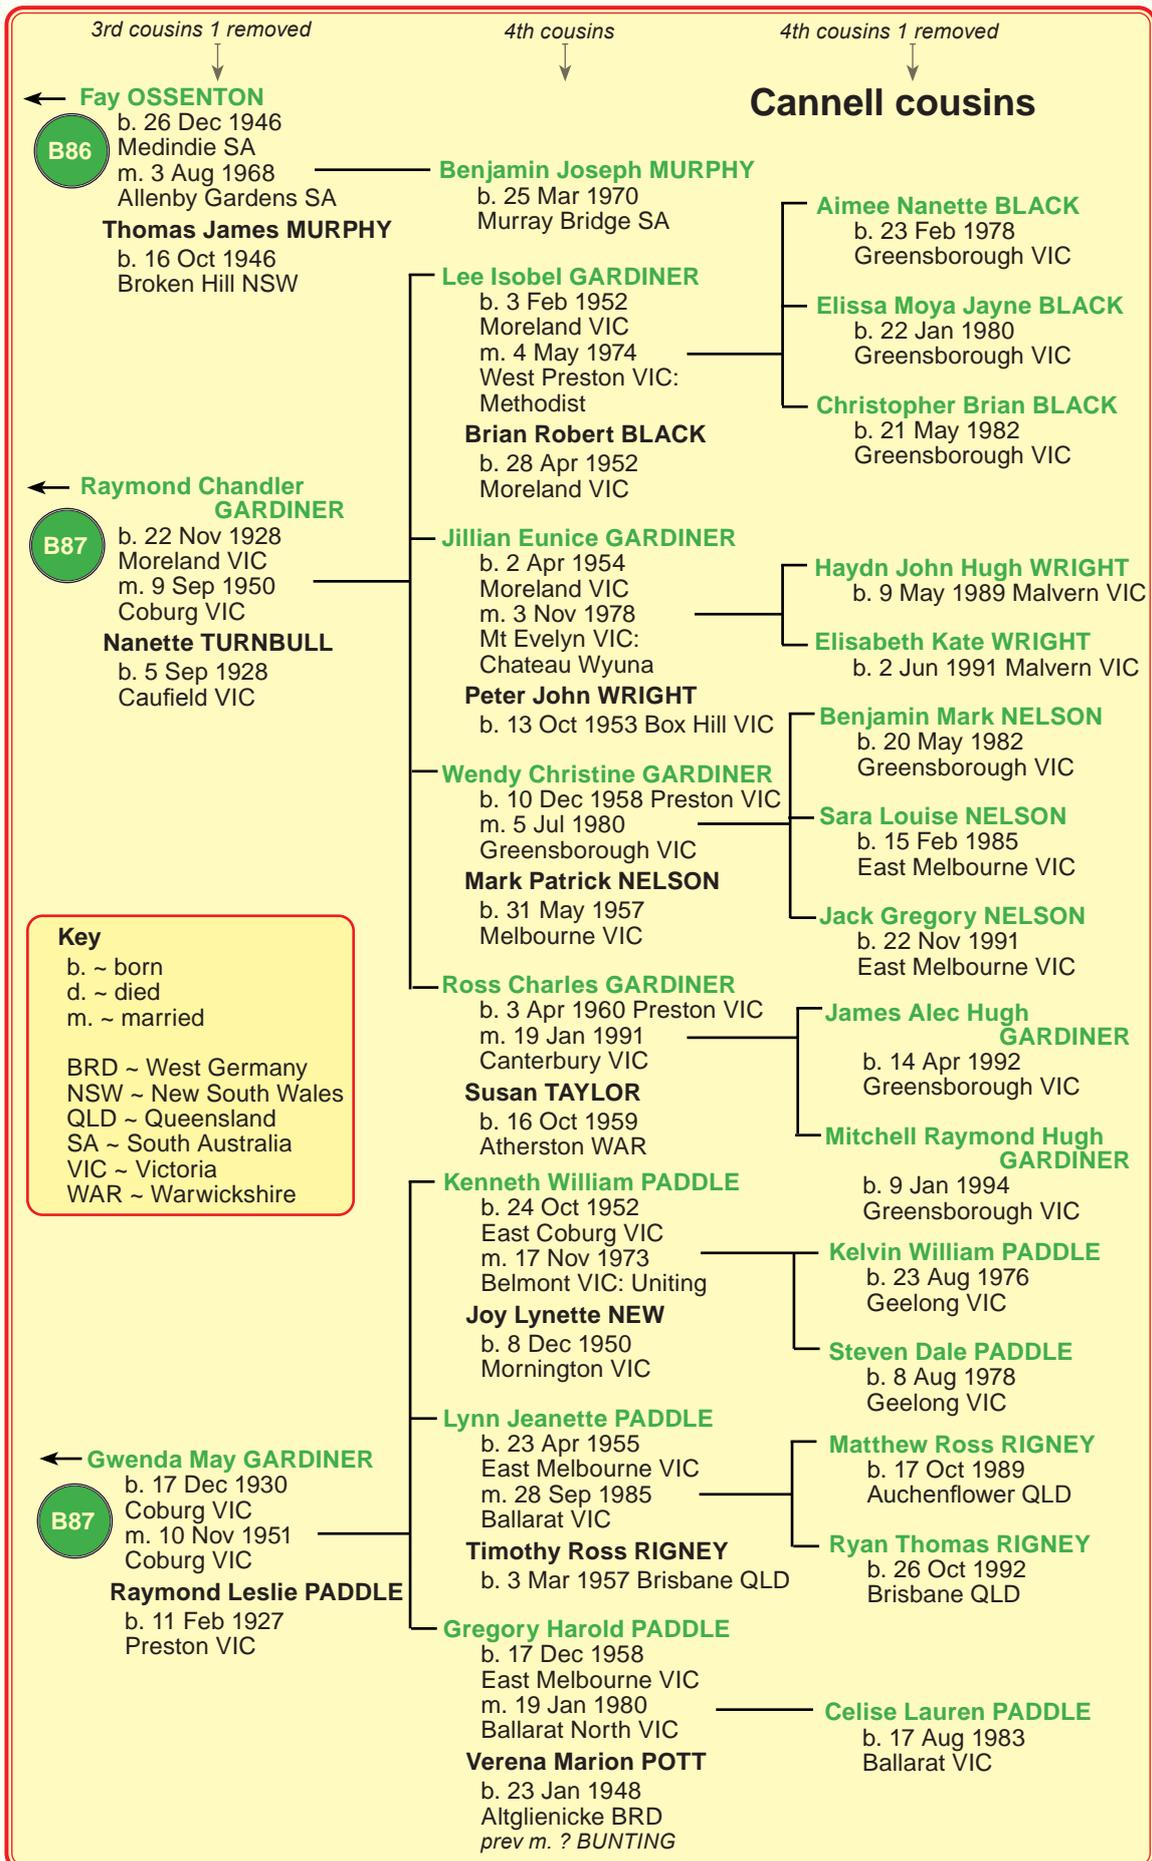 3rd cousins 1 removed
4th cousins
4th cousins 1 removed
Cannell cousins
Fay OSSENTON
B86
b. 26 Dec 1946
Medindie SA
m. 3 Aug 1968
Allenby Gardens SA
Thomas James MURPHY
b. 16 Oct 1946
Broken Hill NSW
Benjamin Joseph MURPHY
b. 25 Mar 1970
Murray Bridge SA
Raymond Chandler
GARDINER
B87
b. 22 Nov 1928
Moreland VIC
m. 9 Sep 1950
Coburg VIC
Nanette TURNBULL
b. 5 Sep 1928
Caufield VIC
Lee Isobel GARDINER
b. 3 Feb 1952
Moreland VIC
m. 4 May 1974
West Preston VIC:
Methodist
Brian Robert BLACK
b. 28 Apr 1952
Moreland VIC
Aimee Nanette BLACK
b. 23 Feb 1978
Greensborough VIC
Elissa Moya Jayne BLACK
b. 22 Jan 1980
Greensborough VIC
Christopher Brian BLACK
b. 21 May 1982
Greensborough VIC
Jillian Eunice GARDINER
b. 2 Apr 1954
Moreland VIC
m. 3 Nov 1978
Mt Evelyn VIC:
Chateau Wyuna
Peter John WRIGHT
b. 13 Oct 1953 Box Hill VIC
Haydn John Hugh WRIGHT
b. 9 May 1989 Malvern VIC
Elisabeth Kate WRIGHT
b. 2 Jun 1991 Malvern VIC
Wendy Christine GARDINER
b. 10 Dec 1958 Preston VIC
m. 5 Jul 1980
Greensborough VIC
Mark Patrick NELSON
b. 31 May 1957
Melbourne VIC
Benjamin Mark NELSON
b. 20 May 1982
Greensborough VIC
Sara Louise NELSON
b. 15 Feb 1985
East Melbourne VIC
Jack Gregory NELSON
b. 22 Nov 1991
East Melbourne VIC
Ross Charles GARDINER
b. 3 Apr 1960 Preston VIC
m. 19 Jan 1991
Canterbury VIC
Susan TAYLOR
b. 16 Oct 1959
Atherston WAR
James Alec Hugh
GARDINER
b. 14 Apr 1992
Greensborough VIC
Mitchell Raymond Hugh
GARDINER
b. 9 Jan 1994
Greensborough VIC
Key
b. ~ born
d. ~ died
m. ~ married
BRD ~ West Germany
NSW ~ New South Wales
QLD ~ Queensland
SA ~ South Australia
VIC ~ Victoria
WAR ~ Warwickshire
Gwenda May GARDINER
B87
b. 17 Dec 1930
Coburg VIC
m. 10 Nov 1951
Coburg VIC
Raymond Leslie PADDLE
b. 11 Feb 1927
Preston VIC
Kenneth William PADDLE
b. 24 Oct 1952
East Coburg VIC
m. 17 Nov 1973
Belmont VIC: Uniting
Joy Lynette NEW
b. 8 Dec 1950
Mornington VIC
Kelvin William PADDLE
b. 23 Aug 1976
Geelong VIC
Steven Dale PADDLE
b. 8 Aug 1978
Geelong VIC
Lynn Jeanette PADDLE
b. 23 Apr 1955
East Melbourne VIC
m. 28 Sep 1985
Ballarat VIC
Timothy Ross RIGNEY
b. 3 Mar 1957 Brisbane QLD
Matthew Ross RIGNEY
b. 17 Oct 1989
Auchenflower QLD
Ryan Thomas RIGNEY
b. 26 Oct 1992
Brisbane QLD
Gregory Harold PADDLE
b. 17 Dec 1958
East Melbourne VIC
m. 19 Jan 1980
Ballarat North VIC
Verena Marion POTT
b. 23 Jan 1948
Altglienicke BRD
prev m. ? BUNTING
Celise Lauren PADDLE
b. 17 Aug 1983
Ballarat VIC